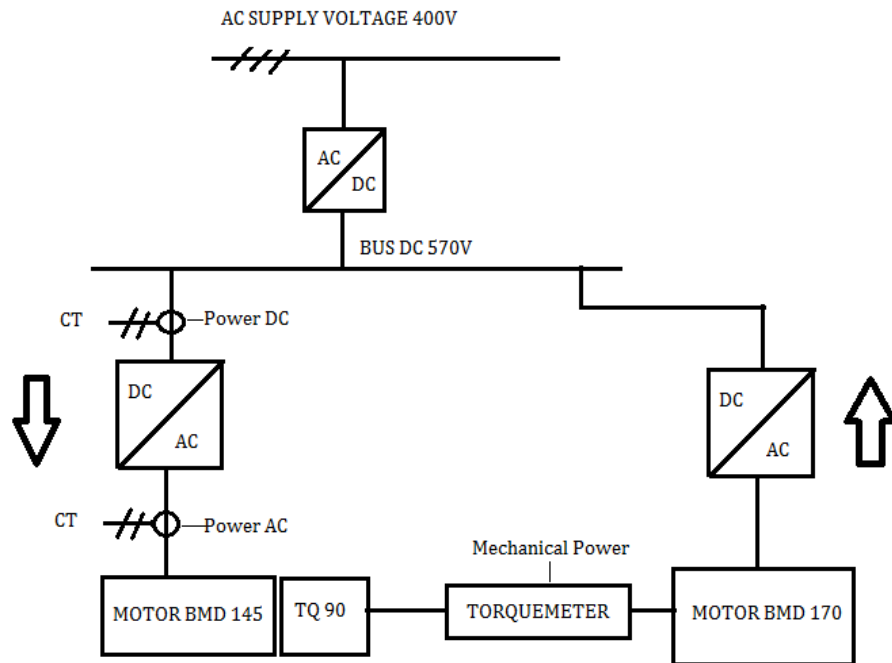 AC SUPPLY VOLTAGE 400V
AC
DC
BUS DC 570V
CT
Power DC
DC
AC
DC
AC
CT
Power AC
Mechanical Power
MOTOR BMD 145
TQ 90
TORQUEMETER
MOTOR BMD 170